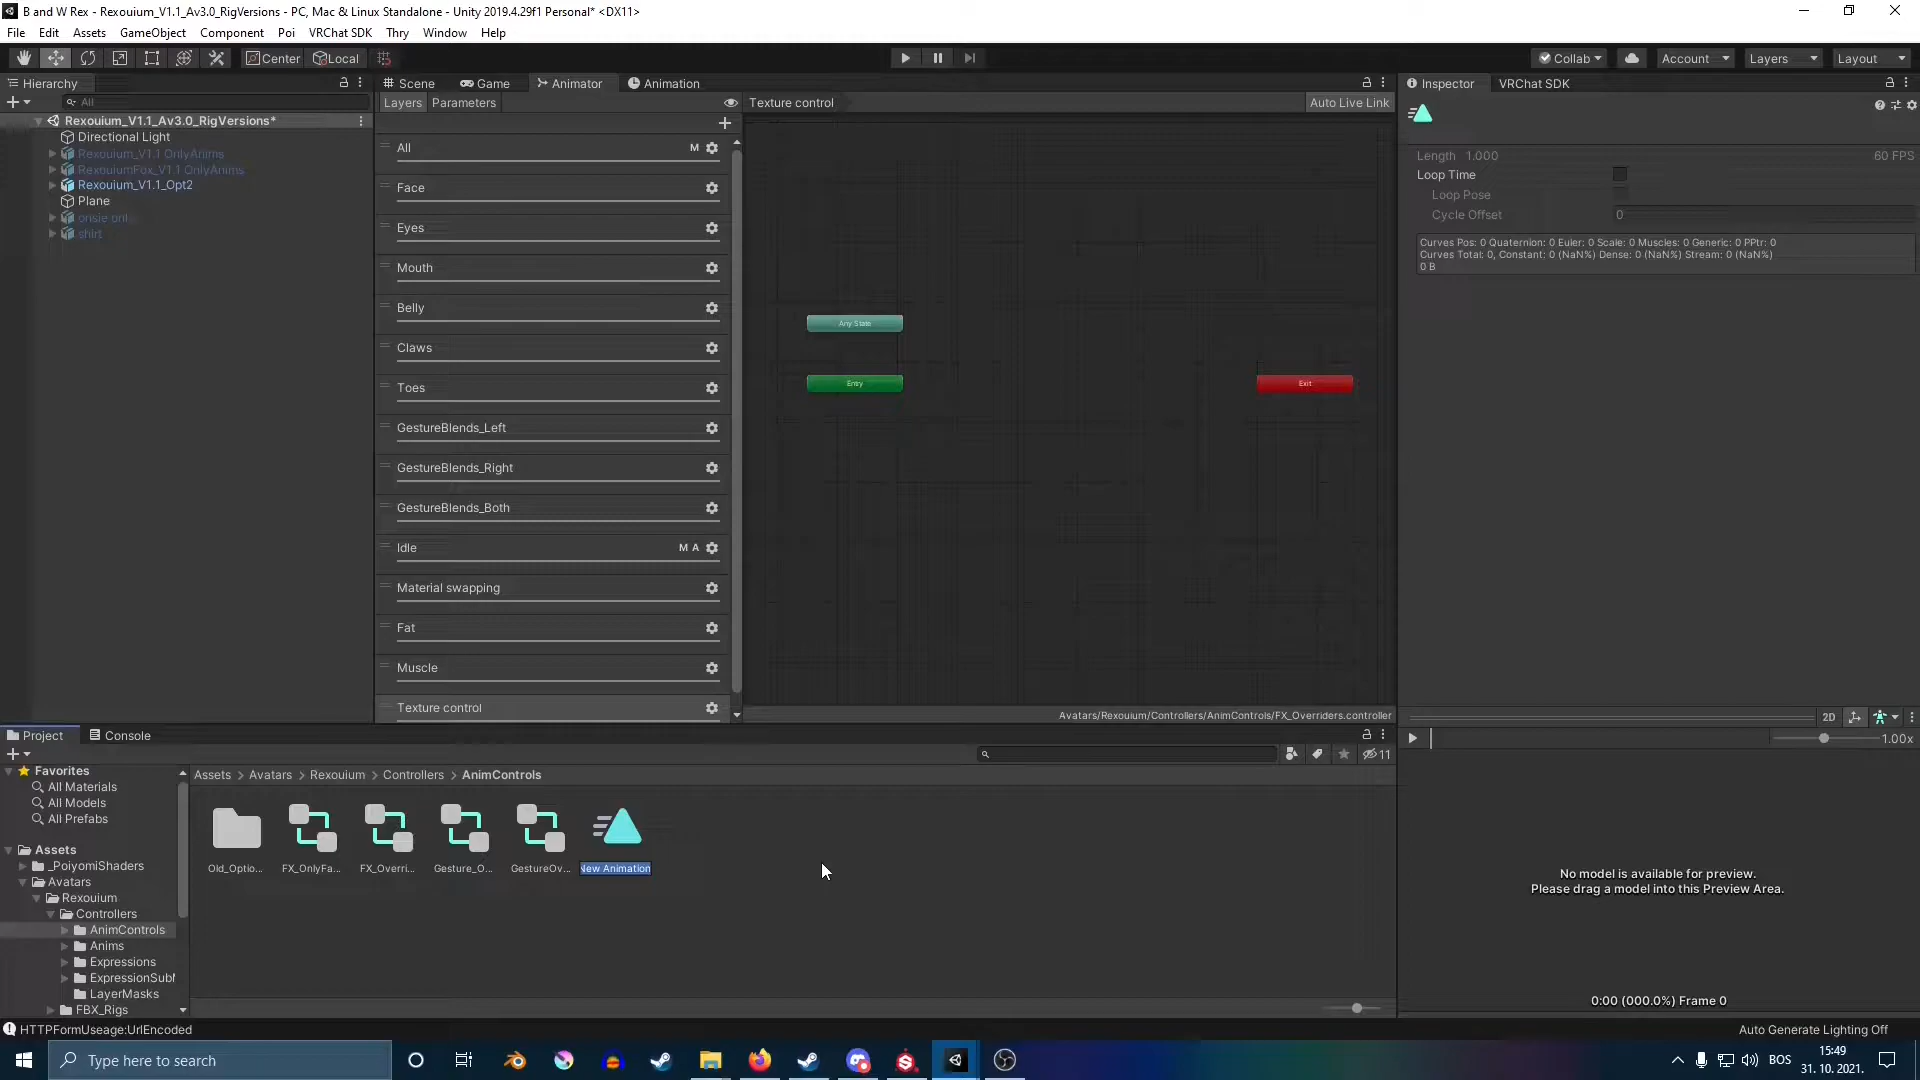 B and W Rex - Rexouium_V1.1_Av3.0_RigVersions - PC, Mac & Linux Standalone - Unity 2019.4.29f1 Personal* <DX11>
File Edit Assets GameObject Component Poi VRChat SDK Thry Window Help
Center Local Collab Account Layers Layout
Hierarchy
All
Rexouium_V1.1_Av3.0_RigVersions*
Directional Light
Rexouium_V1.1 OnlyAnims
RexouiumFox_V1.1 OnlyAnims
Rexouium_V1.1_Opt2
Plane
shirt
Scene Game Animator Animation
Layers Parameters Texture control Auto Live Link
All M
Face
Eyes
Mouth
Belly
Claws
Toes
GestureBlends_Left
GestureBlends_Right
GestureBlends_Both
Idle M A
Material swapping
Fat
Muscle
Texture control
Any State
Entry
Exit
Avatars/Rexouium/Controllers/AnimControls/FX_Overriders.controller
Inspector VRChat SDK
Length 1.000 60 FPS
Loop Time
Loop Pose
Cycle Offset 0
Curves Pos: 0 Quaternion: 0 Euler: 0 Scale: 0 Muscles: 0 Generic: 0 PPtr: 0
Curves Total: 0, Constant: 0 (NaN%) Dense: 0 (NaN%) Stream: 0 (NaN%)
0 B
2D
1.00x
No model is available for preview.
Please drag a model into this Preview Area.
0:00 (000.0%) Frame 0
Project Console
11
Favorites
All Materials
All Models
All Prefabs
Assets
_PoiyomiShaders
Avatars
Rexouium
Controllers
AnimControls
Anims
Expressions
ExpressionSub
LayerMasks
FBX_Rigs
Assets > Avatars > Rexouium > Controllers > AnimControls
Old_Optio... FX_OnlyFa... FX_Overri... Gesture_O... GestureOv... New Animation
HTTPFormUseage:UrlEncoded
Auto Generate Lighting Off
Type here to search
BOS
15:49
31. 10. 2021.